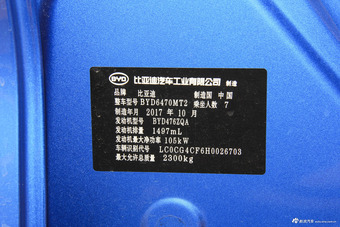 BYD 比亚迪汽车工业有限公司 制造
品牌 比亚迪 制造国 中国
整车型号 BYD6470MT2 乘坐人数 7
制造年月 2017 年 10 月
发动机型号 BYD476ZQA
发动机排量 1497mL
发动机最大净功率 105kW
车辆识别代号 LC0CG4CF6H0026703
最大允许总质量 2300kg